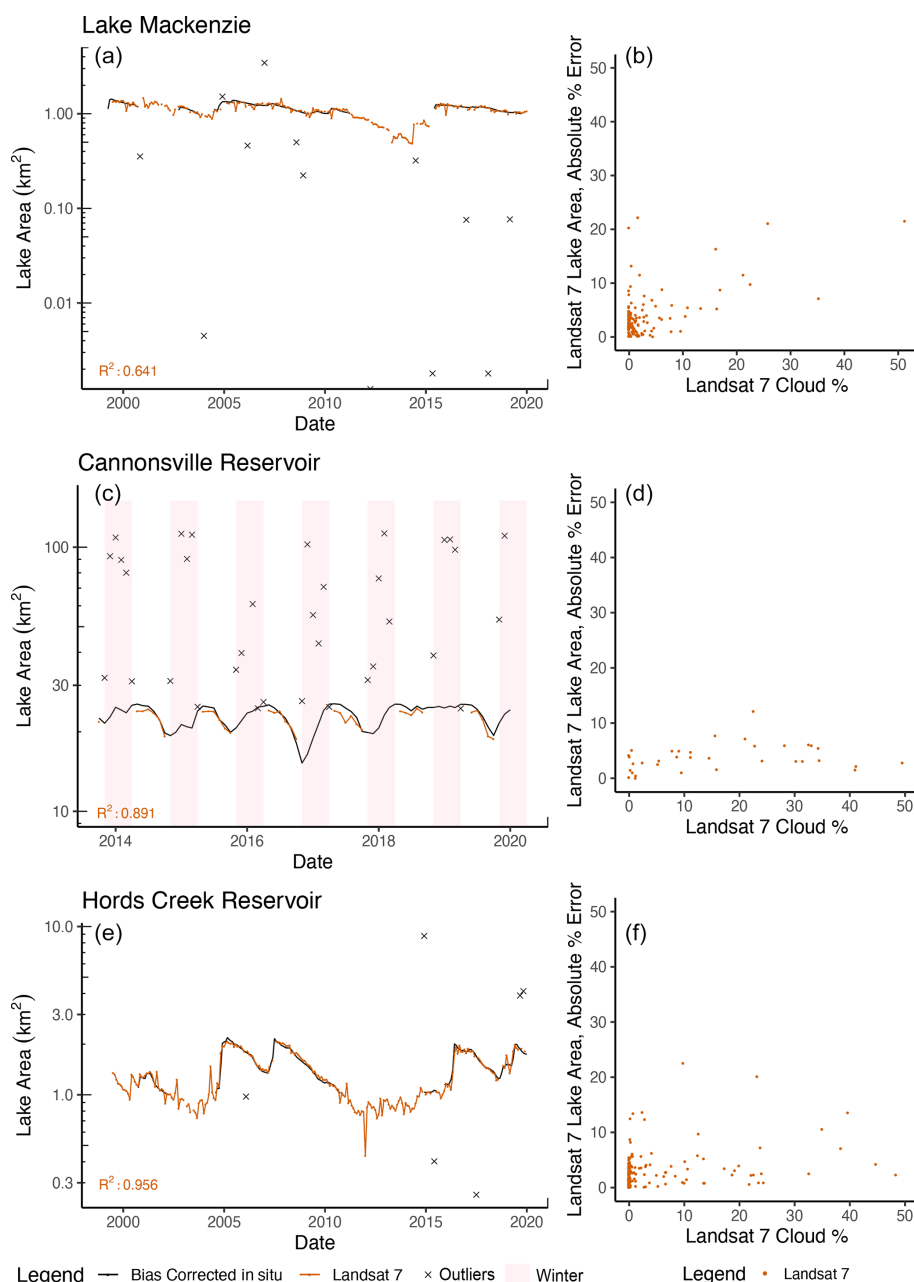 Lake Mackenzie
(a)
1.00
0.10
0.01
Lake Area (km²)
R²: 0.641
2000 2005 2010 2015 2020
Date
(b)
50
40
30
20
10
0
Landsat 7 Lake Area, Absolute % Error
0 10 20 30 40 50
Landsat 7 Cloud %
Cannonsville Reservoir
(c)
100
30
10
Lake Area (km²)
R²: 0.891
2014 2016 2018 2020
Date
(d)
50
40
30
20
10
0
Landsat 7 Lake Area, Absolute % Error
0 10 20 30 40 50
Landsat 7 Cloud %
Hords Creek Reservoir
(e)
10.0
3.0
1.0
0.3
Lake Area (km²)
R²: 0.956
2000 2005 2010 2015 2020
Date
(f)
50
40
30
20
10
0
Landsat 7 Lake Area, Absolute % Error
0 10 20 30 40 50
Landsat 7 Cloud %
Legend Bias Corrected in situ Landsat 7 Outliers Winter
Legend Landsat 7